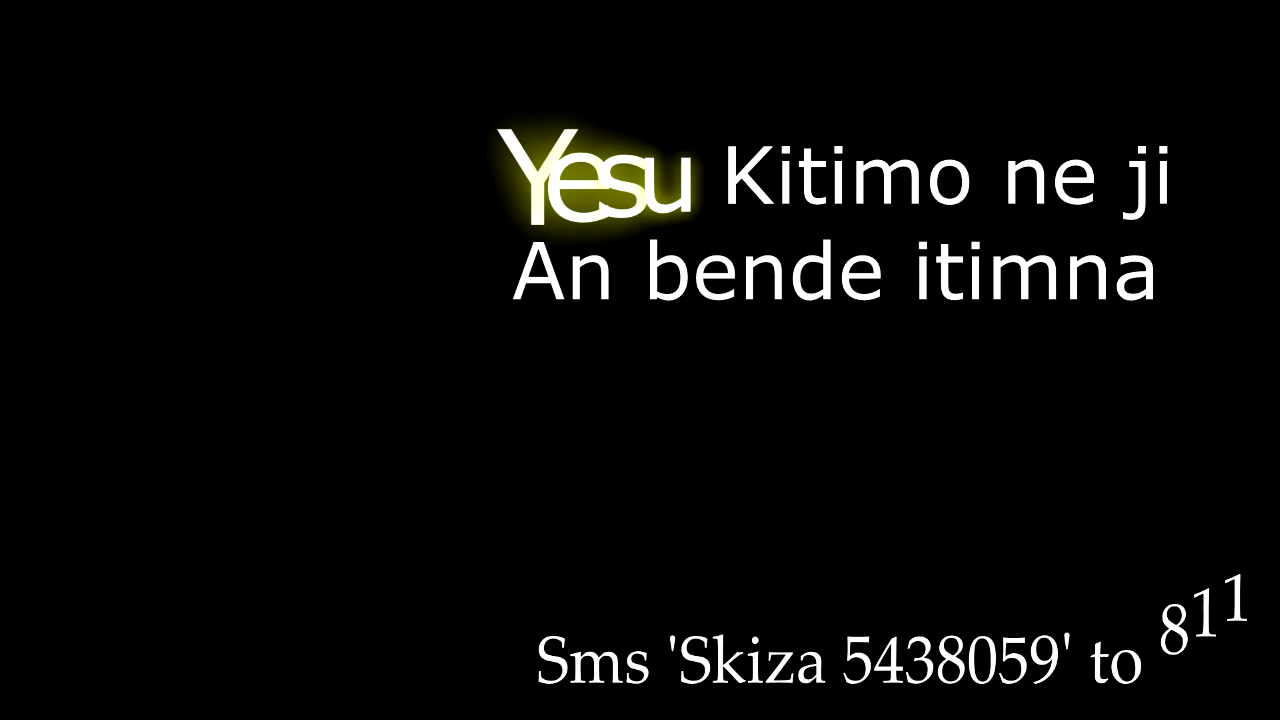 Yesu Kitimo ne ji
An bende itimna
Sms 'Skiza 5438059' to 811